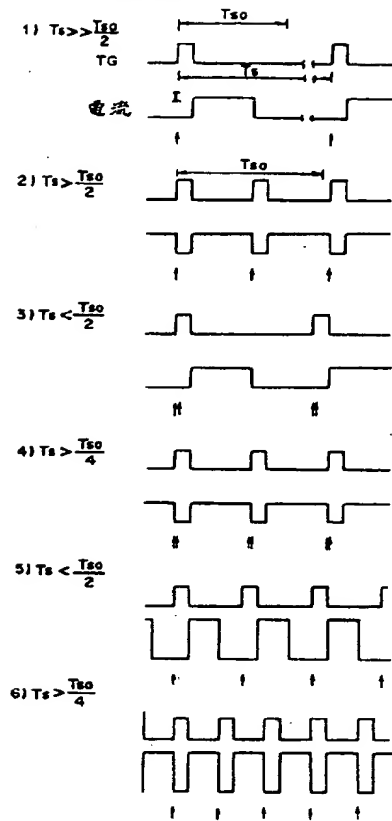 Tso
1) Ts>>Tso/2
TG
Ts
I
電流
2) Ts>Tso/2
Tso
3) Ts<Tso/2
4) Ts>Tso/4
5) Ts<Tso/2
6) Ts>Tso/4